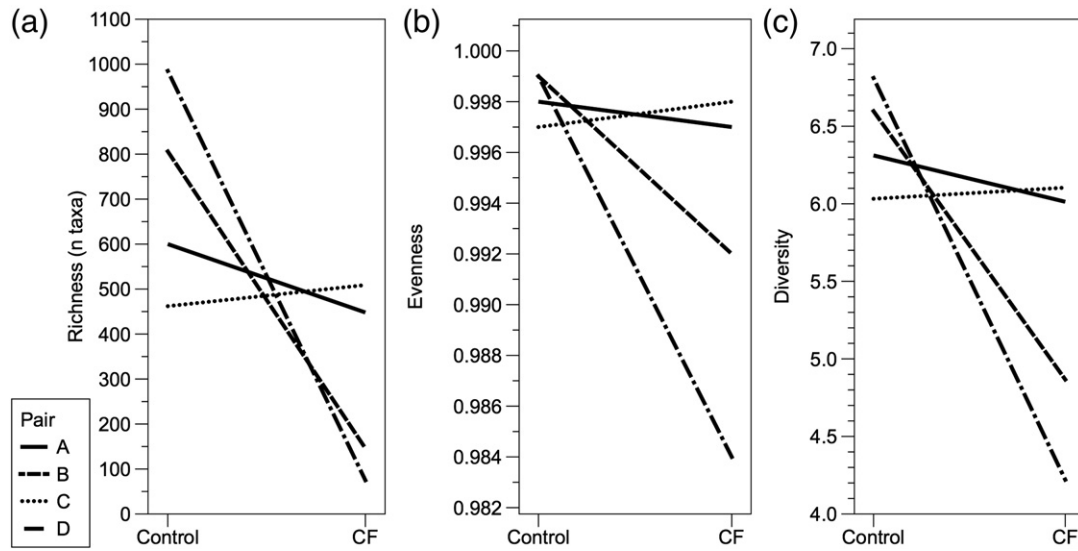 (a)
Richness (n taxa)
1100
1000
900
800
700
600
500
400
300
200
100
0
Control
CF
(b)
Evenness
1.000
0.998
0.996
0.994
0.992
0.990
0.988
0.986
0.984
0.982
Control
CF
(c)
Diversity
7.0
6.5
6.0
5.5
5.0
4.5
4.0
Control
CF
Pair
A
B
C
D